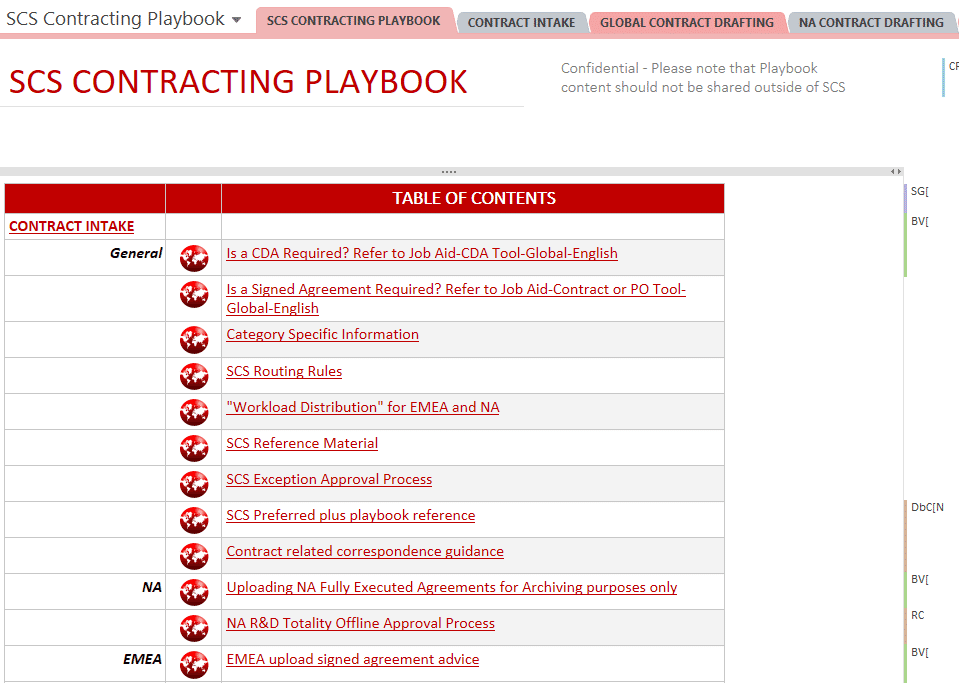 SCS Contracting Playbook
SCS CONTRACTING PLAYBOOK
CONTRACT INTAKE
GLOBAL CONTRACT DRAFTING
NA CONTRACT DRAFTING
SCS CONTRACTING PLAYBOOK
Confidential - Please note that Playbook
content should not be shared outside of SCS
TABLE OF CONTENTS
SG[
CONTRACT INTAKE
BV[
General
Is a CDA Required? Refer to Job Aid-CDA Tool-Global-English
Is a Signed Agreement Required? Refer to Job Aid-Contract or PO Tool-
Global-English
Category Specific Information
SCS Routing Rules
"Workload Distribution" for EMEA and NA
SCS Reference Material
SCS Exception Approval Process
SCS Preferred plus playbook reference
DbC[N
Contract related correspondence guidance
NA
Uploading NA Fully Executed Agreements for Archiving purposes only
BV[
NA R&D Totality Offline Approval Process
RC
EMEA
EMEA upload signed agreement advice
BV[